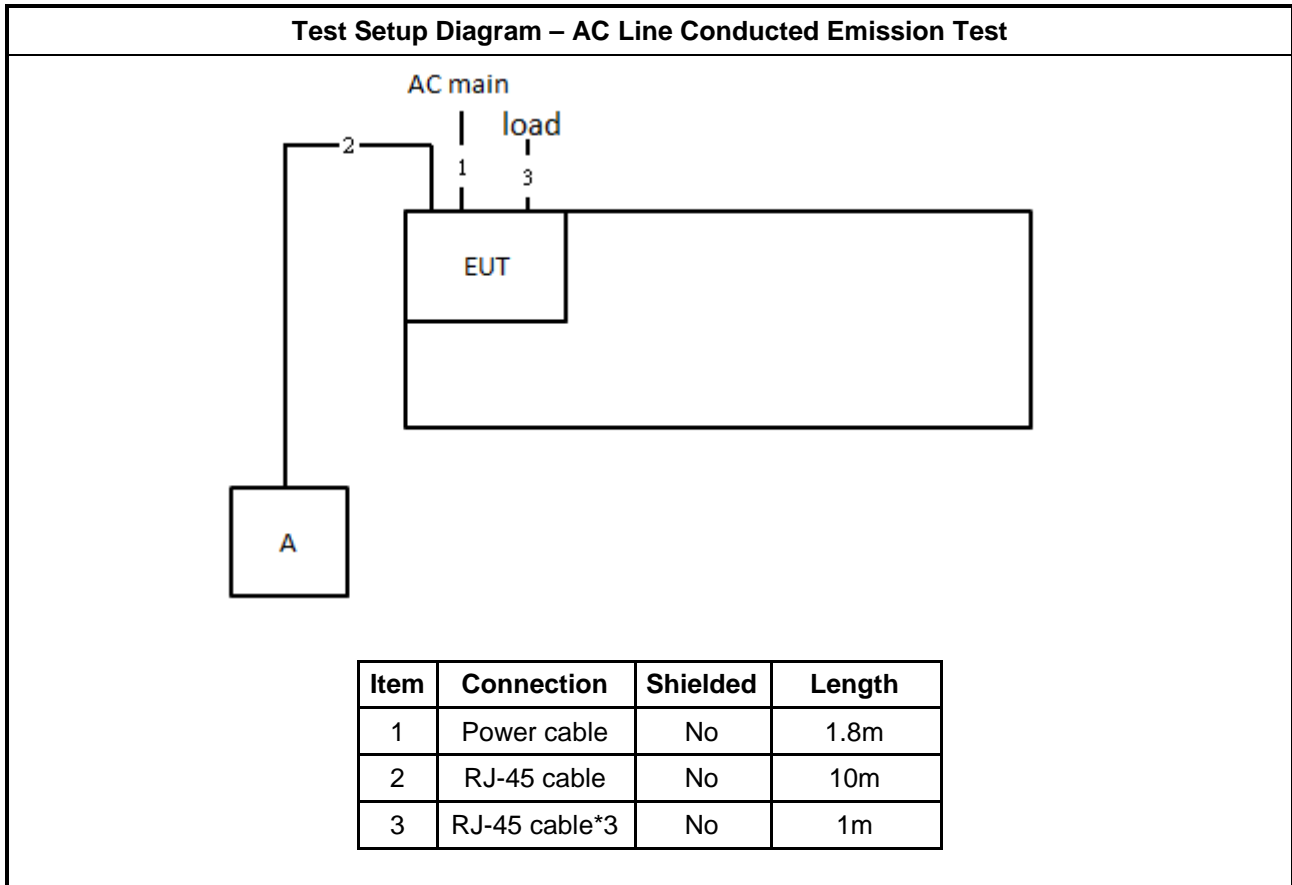 Test Setup Diagram – AC Line Conducted Emission Test
AC main
load
2
1
3
EUT
A
Item Connection Shielded Length
1 Power cable No 1.8m
2 RJ-45 cable No 10m
3 RJ-45 cable*3 No 1m